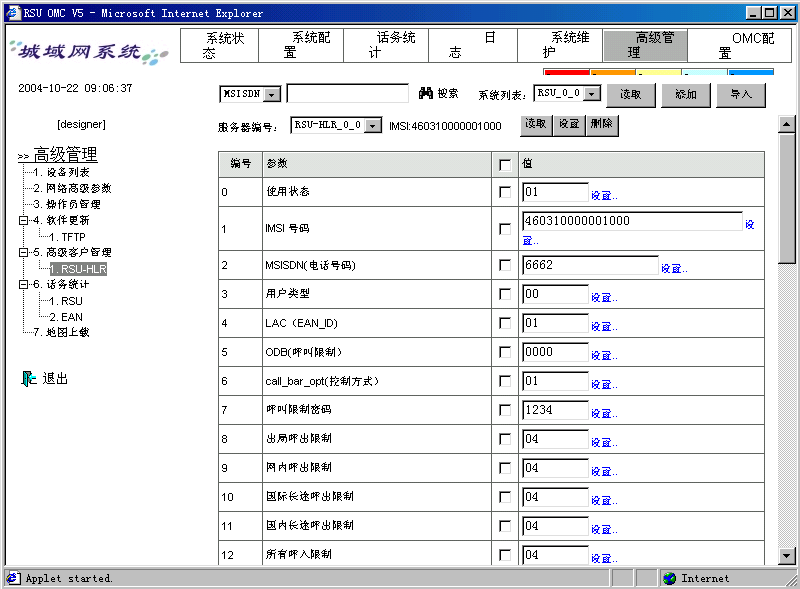 RSU OMC V5 - Microsoft Internet Explorer
城域网系统
系统状态 系统配置 话务统计 日志 系统维护 高级管理 OMC配置
2004-10-22 09:06:37
MSISDN 搜索 系统列表: RSU_0_0 读取 添加 导入
[designer]
服务器编号: RSU-HLR_0_0 IMSI:460310000001000 读取 设置 删除
>> 高级管理
1. 设备列表
2. 网络高级参数
3. 操作员管理
4. 软件更新
1. TFTP
5. 高级客户管理
1. RSU-HLR
6. 话务统计
1. RSU
2. EAN
7. 地图上载
退出
编号 参数 值
0 使用状态 01 设置..
1 IMSI 号码 460310000001000 设置..
2 MSISDN(电话号码) 6662 设置..
3 用户类型 00 设置..
4 LAC（EAN_ID) 01 设置..
5 ODB(呼叫限制） 0000 设置..
6 call_bar_opt(控制方式） 01 设置..
7 呼叫限制密码 1234 设置..
8 出局呼出限制 04 设置..
9 网内呼出限制 04 设置..
10 国际长途呼出限制 04 设置..
11 国内长途呼出限制 04 设置..
12 所有呼入限制 04 设置..
Applet started. Internet